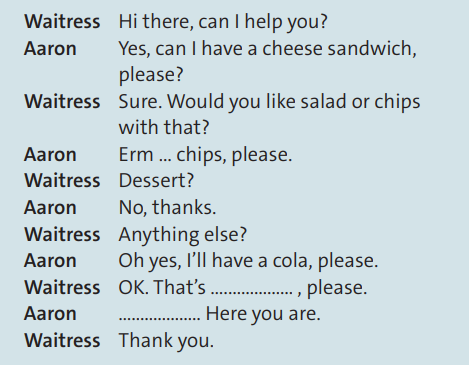 Waitress Hi there, can I help you?
Aaron Yes, can I have a cheese sandwich,
please?
Waitress Sure. Would you like salad or chips
with that?
Aaron Erm ... chips, please.
Waitress Dessert?
Aaron No, thanks.
Waitress Anything else?
Aaron Oh yes, I'll have a cola, please.
Waitress OK. That's ................... , please.
Aaron ................... Here you are.
Waitress Thank you.